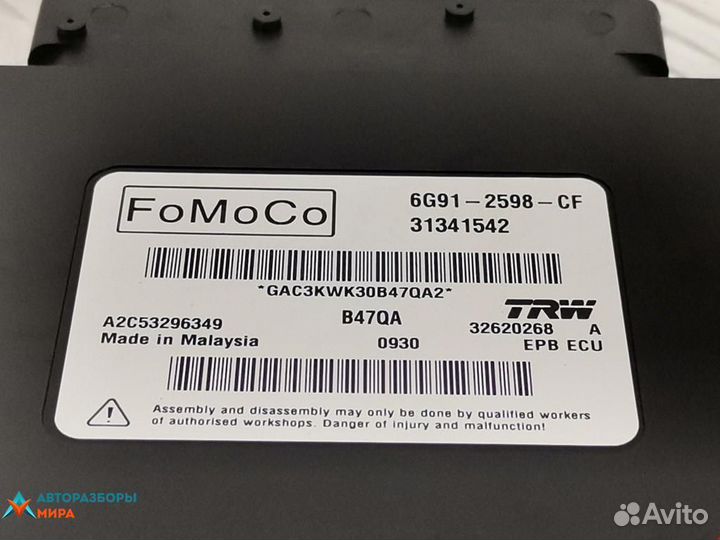 FoMoCo
6G91-2598-CF
31341542
*GAC3KWK30B47QA2*
TRW
A2C53296349
B47QA
32620268 A
Made in Malaysia
0930
EPB ECU
Assembly and disassembly may only be done by qualified workers
of authorised workshops. Danger of injury and malfunction!
АВТОРАЗБОРЫ
МИРА
Avito